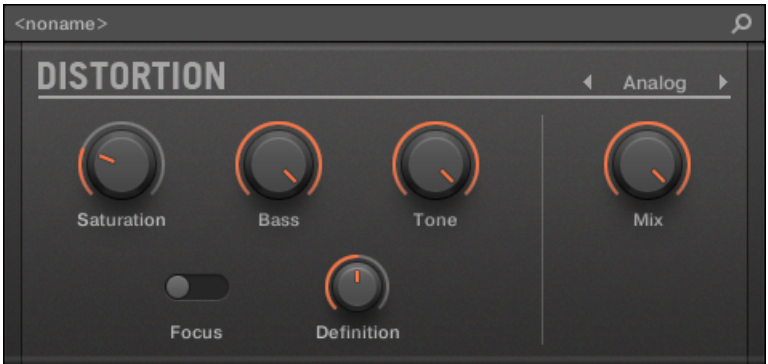 <noname>
DISTORTION
Analog
Saturation
Bass
Tone
Mix
Focus
Definition